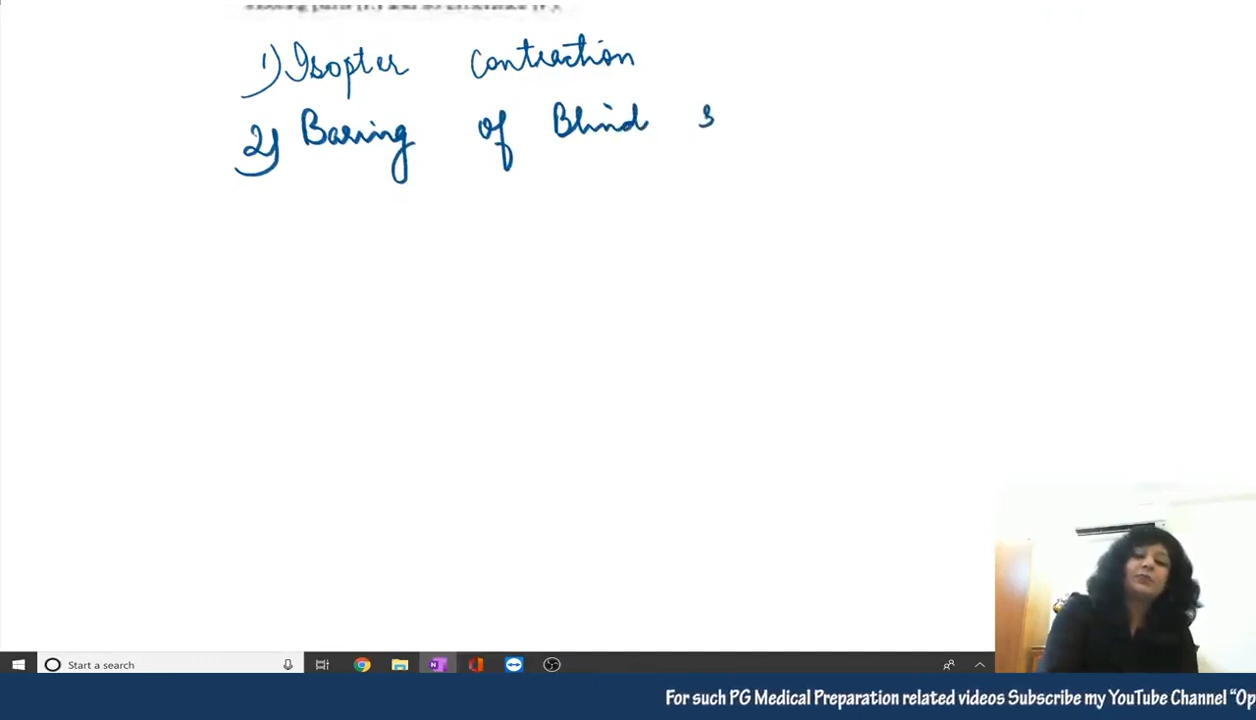 1) Isopter contraction
2) Baring of Blind s
Start a search
For such PG Medical Preparation related videos Subscribe my YouTube Channel “Op